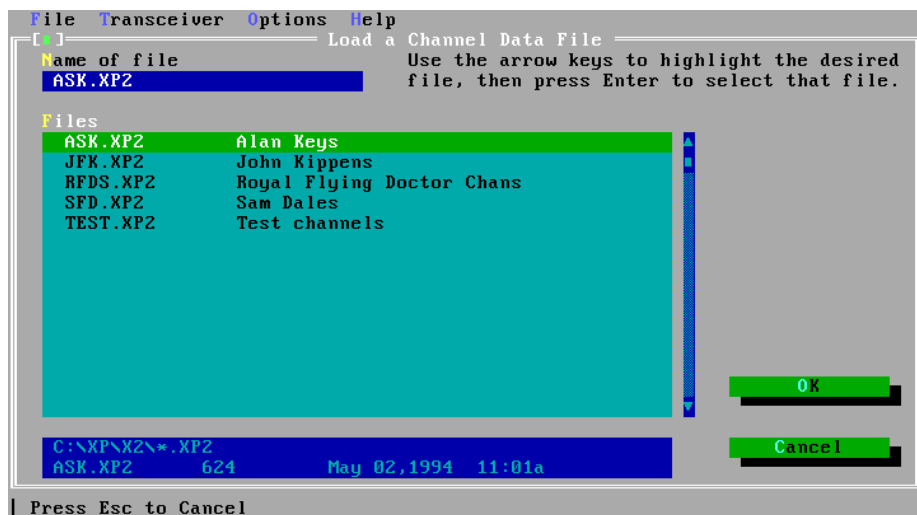 File Transceiver Options Help
[■] Load a Channel Data File
Name of file Use the arrow keys to highlight the desired
ASK.XP2 file, then press Enter to select that file.
Files
ASK.XP2 Alan Keys
JFK.XP2 John Kippens
RFDS.XP2 Royal Flying Doctor Chans
SFD.XP2 Sam Dales
TEST.XP2 Test channels
OK
C:\XP\X2\*.XP2
ASK.XP2 624 May 02,1994 11:01a
Cancel
Press Esc to Cancel